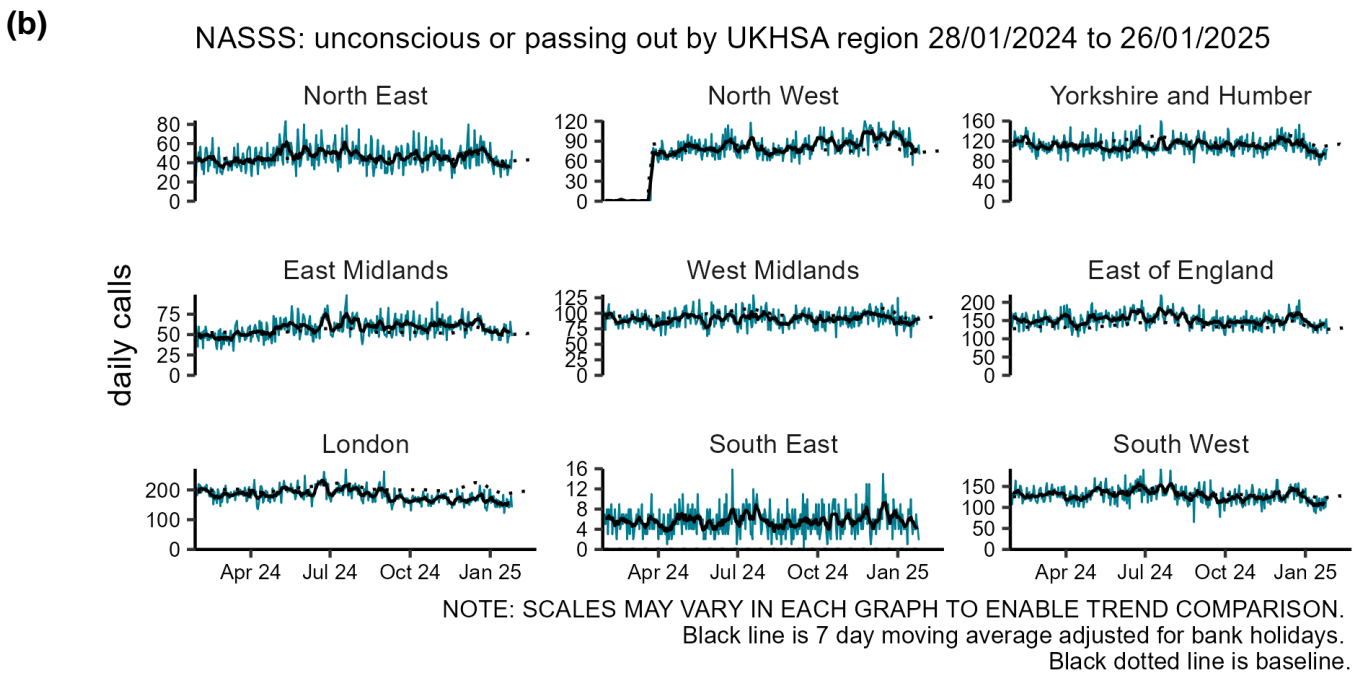 (b)
NASSS: unconscious or passing out by UKHSA region 28/01/2024 to 26/01/2025
daily calls
North East
80
60
40
20
0
North West
120
90
60
30
0
Yorkshire and Humber
160
120
80
40
0
East Midlands
75
50
25
0
West Midlands
125
100
75
50
25
0
East of England
200
150
100
50
0
London
200
100
0
Apr 24 Jul 24 Oct 24 Jan 25
South East
16
12
8
4
0
Apr 24 Jul 24 Oct 24 Jan 25
South West
150
100
50
0
Apr 24 Jul 24 Oct 24 Jan 25
NOTE: SCALES MAY VARY IN EACH GRAPH TO ENABLE TREND COMPARISON.
Black line is 7 day moving average adjusted for bank holidays.
Black dotted line is baseline.